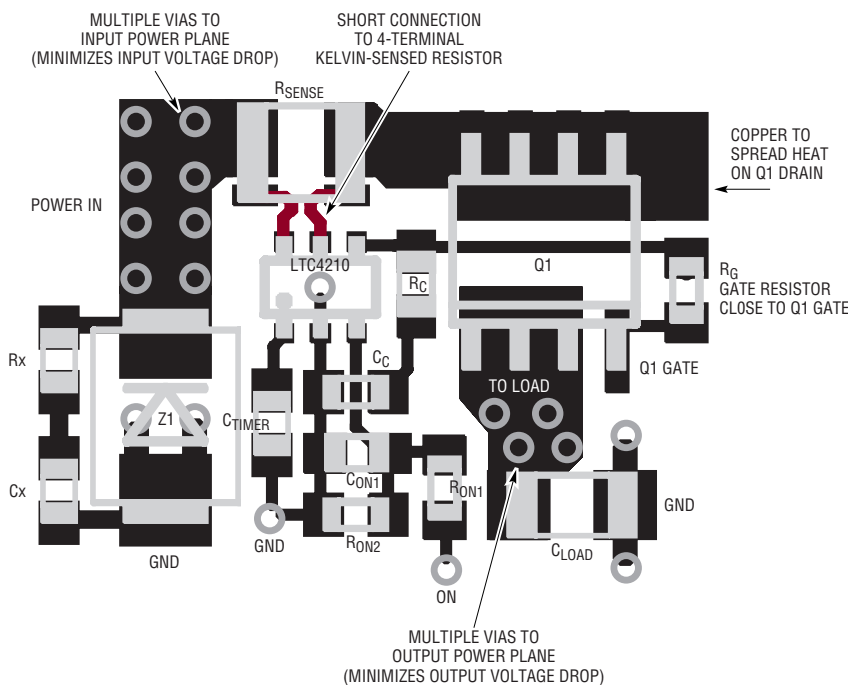 MULTIPLE VIAS TO
INPUT POWER PLANE
(MINIMIZES INPUT VOLTAGE DROP)
SHORT CONNECTION
TO 4-TERMINAL
KELVIN-SENSED RESISTOR
RSENSE
COPPER TO
SPREAD HEAT
ON Q1 DRAIN
POWER IN
LTC4210
RC
Q1
RG
GATE RESISTOR
CLOSE TO Q1 GATE
Rx
CC
Q1 GATE
TO LOAD
Z1
CTIMER
Cx
CON1
RON1
GND
GND
GND
RON2
CLOAD
ON
MULTIPLE VIAS TO
OUTPUT POWER PLANE
(MINIMIZES OUTPUT VOLTAGE DROP)